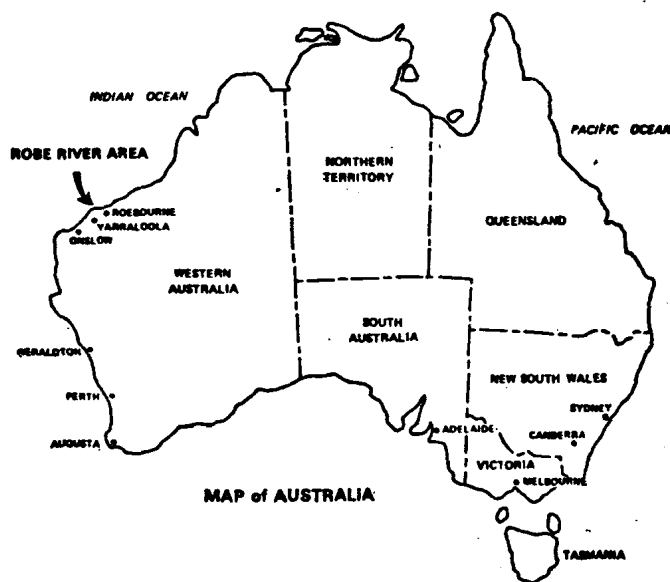 INDIAN OCEAN
PACIFIC OCEAN
ROBE RIVER AREA
NORTHERN
TERRITORY
ROEBOURNE
YARRALOOLA
ONSLOW
QUEENSLAND
WESTERN
AUSTRALIA
SOUTH
AUSTRALIA
GERALDTON
NEW SOUTH WALES
PERTH
SYDNEY
ADELAIDE
CANBERRA
AUGUSTA
VICTORIA
MELBOURNE
MAP of AUSTRALIA
TASMANIA